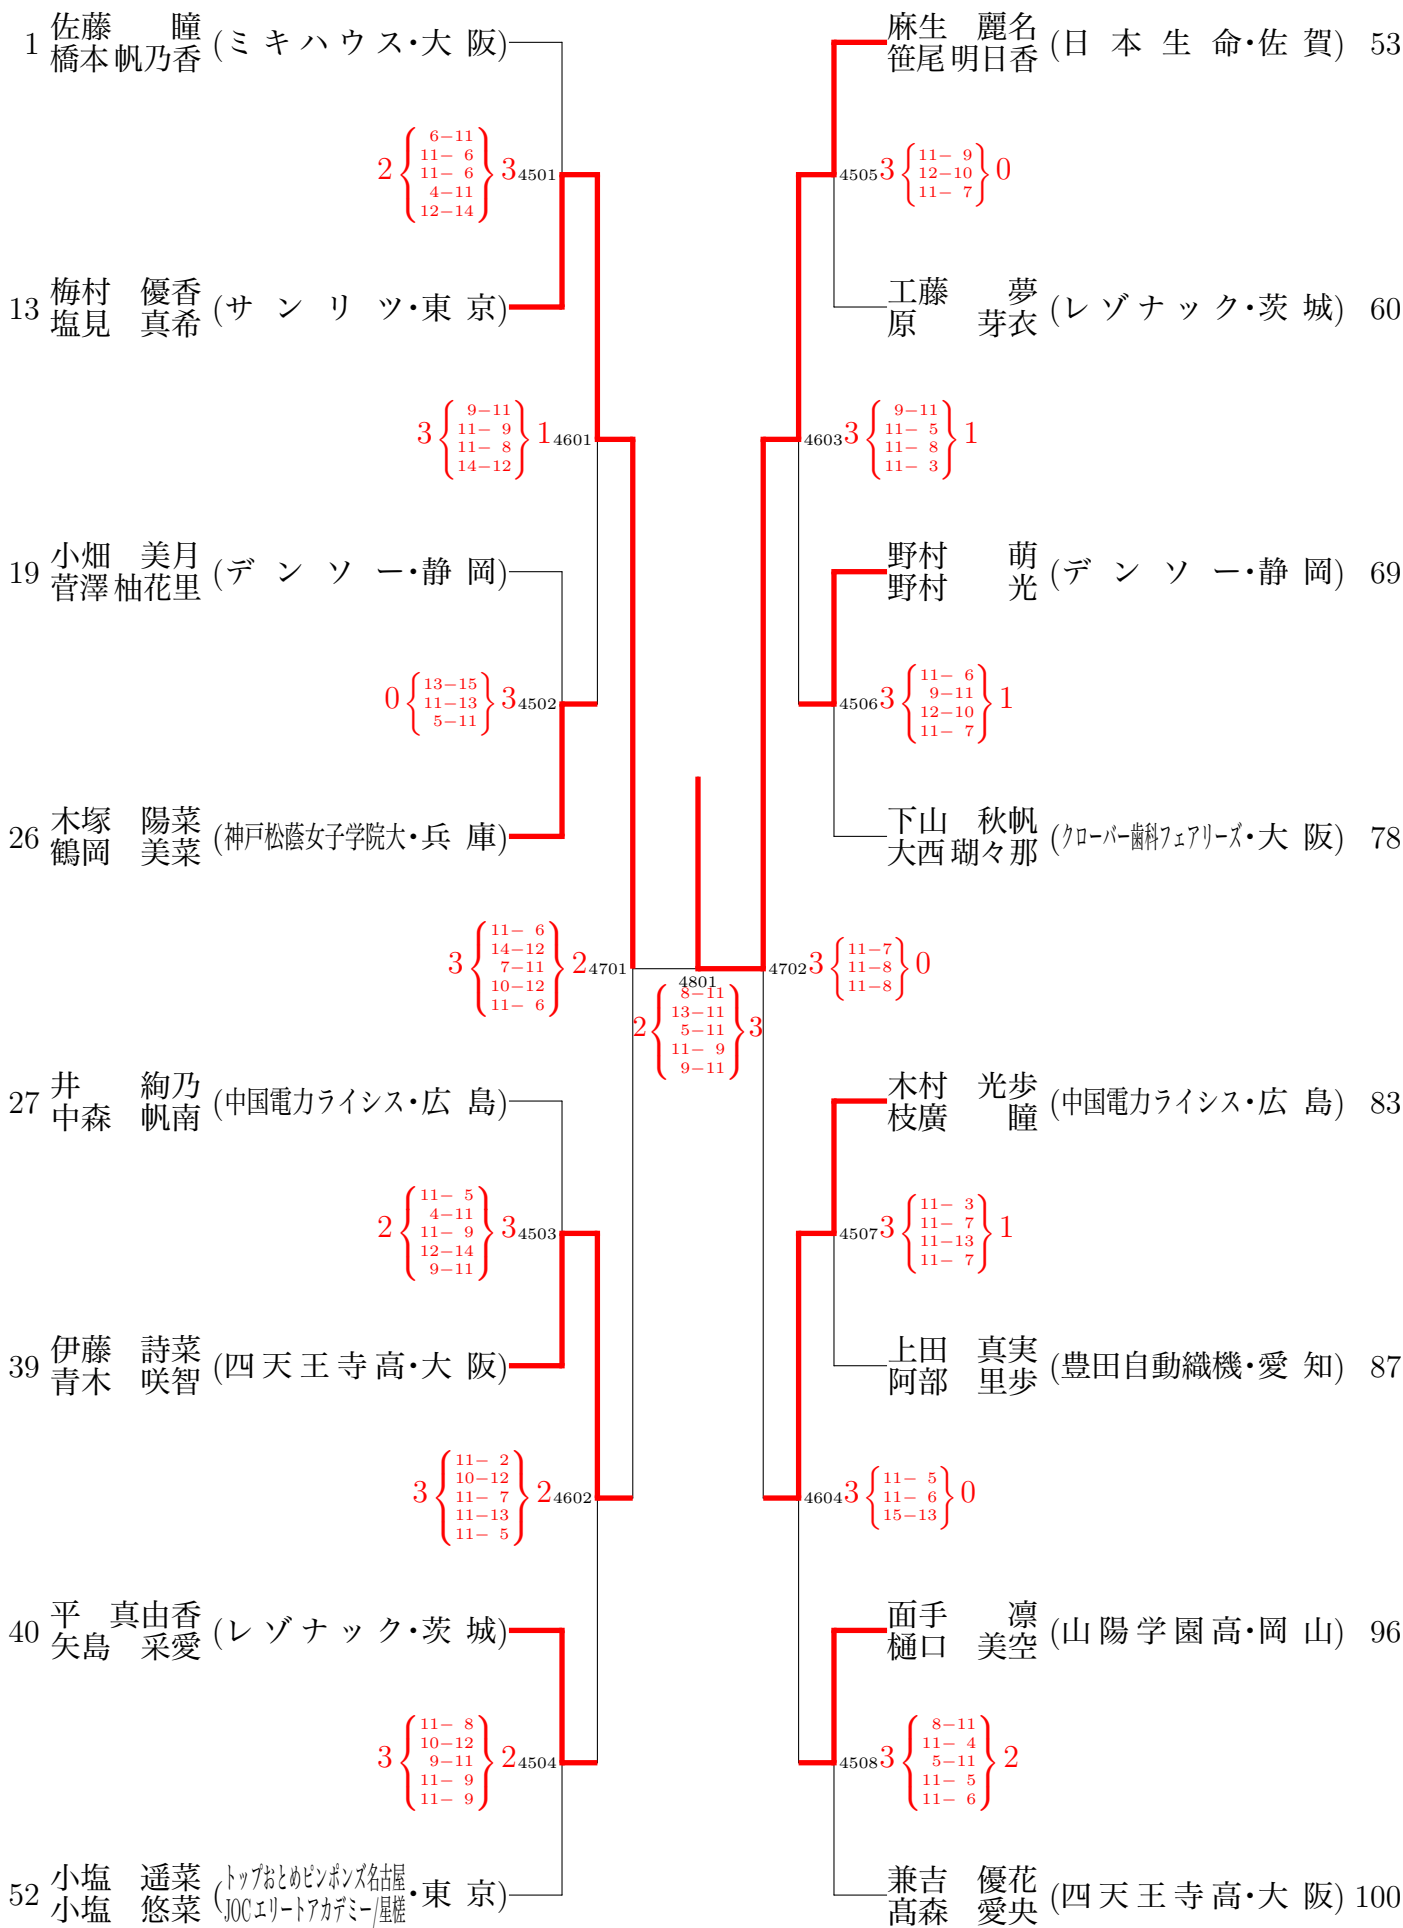 1 佐藤 瞳 (ミキハウス・大阪)
橋本 帆乃香
2 3 4501
6-11
11- 6
11- 6
4-11
12-14
13 梅村 優香 (サンリツ・東京)
塩見 真希
3 1 4601
9-11
11- 9
11- 8
14-12
19 小畑 美月 (デンソー・静岡)
菅澤 柚花里
0 3 4502
13-15
11-13
5-11
26 木塚 陽菜 (神戸松蔭女子学院大・兵庫)
鶴岡 美菜
3 2 4701
11- 6
14-12
7-11
10-12
11- 6
27 井 絢乃 (中国電力ライシス・広島)
中森 帆南
2 3 4503
11- 5
4-11
11- 9
12-14
9-11
39 伊藤 詩菜 (四天王寺高・大阪)
青木 咲智
3 2 4602
11- 2
10-12
11- 7
11-13
11- 5
40 平 真由香 (レゾナック・茨城)
矢島 采愛
3 2 4504
11- 8
10-12
9-11
11- 9
11- 9
52 小塩 遥菜 (トップおとめピンポンズ名古屋
小塩 悠菜 JOCエリートアカデミー/星槎・東京)
4801
2 3
8-11
13-11
5-11
11- 9
9-11
麻生 麗名 (日本生命・佐賀) 53
笹尾 明日香
4505 3 0
11- 9
12-10
11- 7
工藤 夢 (レゾナック・茨城) 60
原 芽衣
4603 3 1
9-11
11- 5
11- 8
11- 3
野村 萌 (デンソー・静岡) 69
野村 光
4506 3 1
11- 6
9-11
12-10
11- 7
下山 秋帆 (クローバー歯科フェアリーズ・大阪) 78
大西 瑚々那
4702 3 0
11-7
11-8
11-8
木村 光歩 (中国電力ライシス・広島) 83
枝廣 瞳
4507 3 1
11- 3
11- 7
11-13
11- 7
上田 真実 (豊田自動織機・愛知) 87
阿部 里歩
4604 3 0
11- 5
11- 6
15-13
面手 凛 (山陽学園高・岡山) 96
樋口 美空
4508 3 2
8-11
11- 4
5-11
11- 5
11- 6
兼吉 優花 (四天王寺高・大阪) 100
髙森 愛央